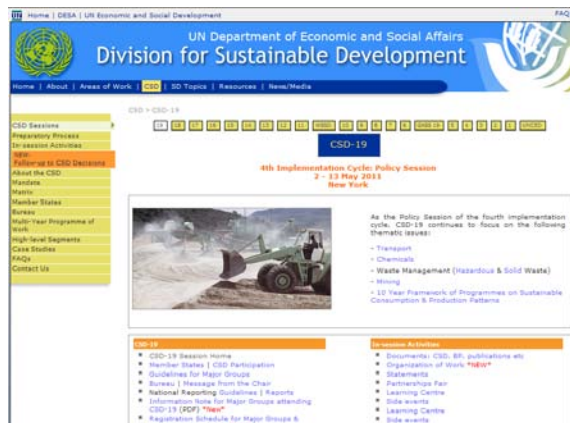 Home | DESA | UN Economic and Social Development
FAQ
UN Department of Economic and Social Affairs
Division for Sustainable Development
Home | About | Areas of Work | CSD | SD Topics | Resources | News/Media
CSD > CSD-19
CSD Sessions
Preparatory Process
In-session Activities
NEW-
Follow-up to CSD Decisions
About the CSD
Mandate
Matrix
Member States
Bureau
Multi-Year Programme of
Work
High-level Segments
Case Studies
FAQs
Contact Us
CSD-19
4th Implementation Cycle: Policy Session
2 - 13 May 2011
New York
As the Policy Session of the fourth implementation
cycle, CSD-19 continues to focus on the following
thematic issues:
- Transport
- Chemicals
- Waste Management (Hazardous & Solid Waste)
- Mining
- 10 Year Framework of Programmes on Sustainable
Consumption & Production Patterns
CSD-19
CSD-19 Session Home
Member States | CSD Participation
Guidelines for Major Groups
Bureau | Message from the Chair
National Reporting Guidelines | Reports
Information Note for Major Groups attending
CSD-19 (PDF) *New*
Registration Schedule for Major Groups &
In-session Activities
Documents: CSD, BP, publications etc
Organization of Work *NEW*
Statements
Partnerships Fair
Learning Centre
Side events
Learning Centre
Side events